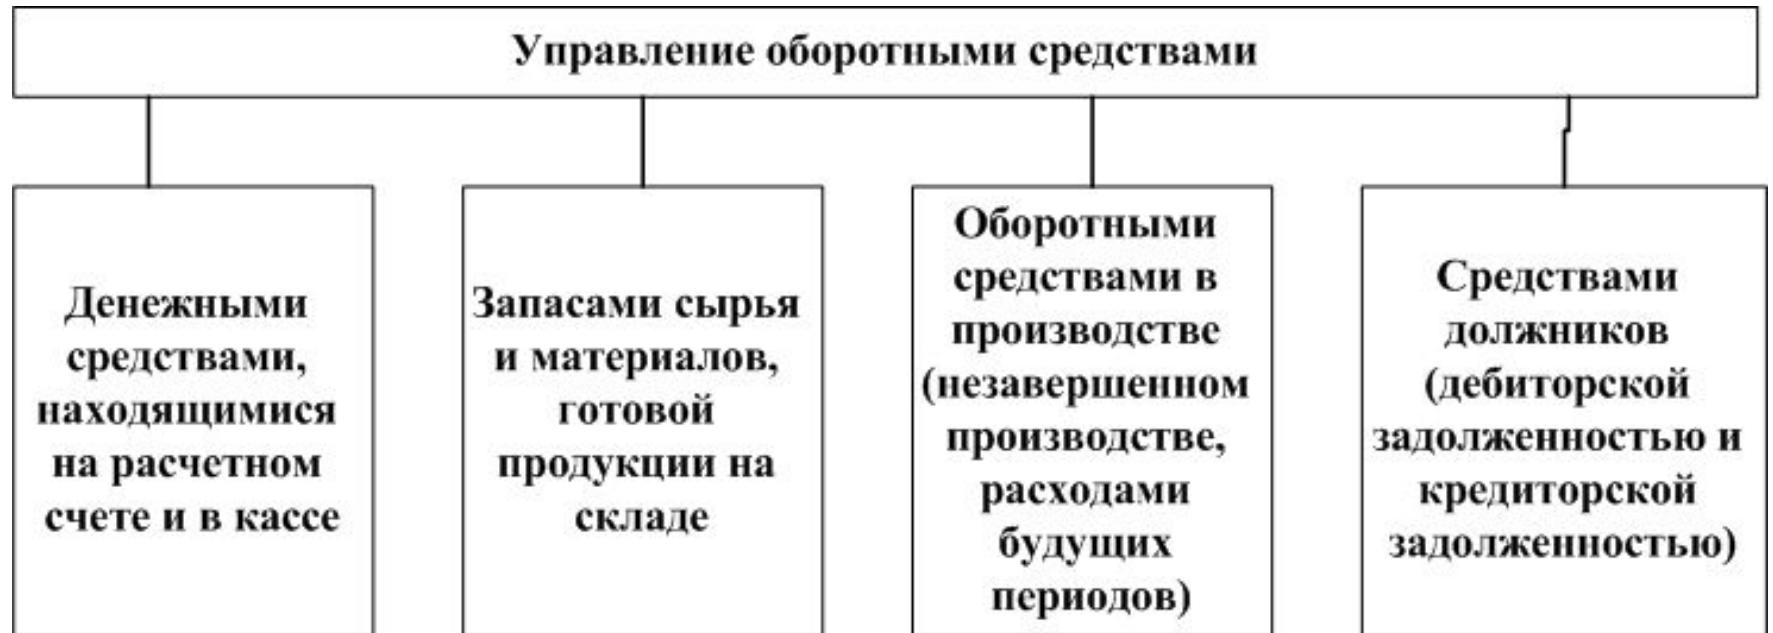 Управление оборотными средствами
Денежными
средствами,
находящимися
на расчетном
счете и в кассе
Запасами сырья
и материалов,
готовой
продукции на
складе
Оборотными
средствами в
производстве
(незавершенном
производстве,
расходами
будущих
периодов)
Средствами
должников
(дебиторской
задолженностью и
кредиторской
задолженностью)